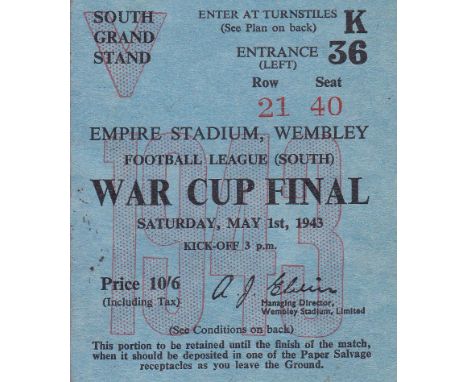 SOUTH
GRAND
STAND
ENTER AT TURNSTILES K
(See Plan on back)
ENTRANCE 36
(LEFT)
Row Seat
21 40
EMPIRE STADIUM, WEMBLEY
FOOTBALL LEAGUE (SOUTH)
WAR CUP FINAL
SATURDAY, MAY 1st, 1943
KICK-OFF 3 p.m.
1943
Price 10/6
(Including Tax)
A. J. Elvin
Managing Director,
Wembley Stadium, Limited
(See Conditions on back)
This portion to be retained until the finish of the match,
when it should be deposited in one of the Paper Salvage
receptacles as you leave the Ground.